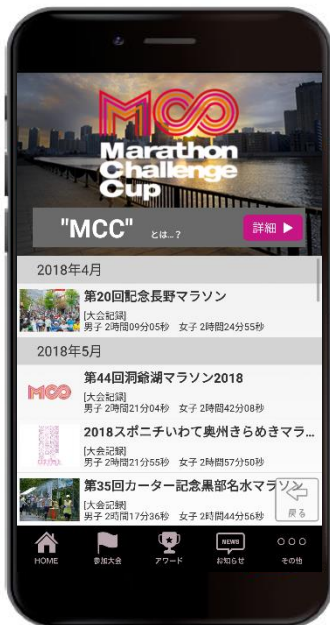 MCC
Marathon
Challenge
Cup
"MCC" とは…?
詳細 ▶
2018年4月
第20回記念長野マラソン
[大会記録]
男子 2時間09分05秒 女子 2時間24分55秒
2018年5月
MCC
第44回洞爺湖マラソン2018
[大会記録]
男子 2時間21分04秒 女子 2時間42分08秒
2018スポニチいわて奥州きらめきマラ...
[大会記録]
男子 2時間21分55秒 女子 2時間57分50秒
第35回カーター記念黒部名水マラソン
[大会記録]
男子 2時間17分36秒 女子 2時間44分56秒
戻る
NEWS
HOME 参加大会 アワード お知らせ その他